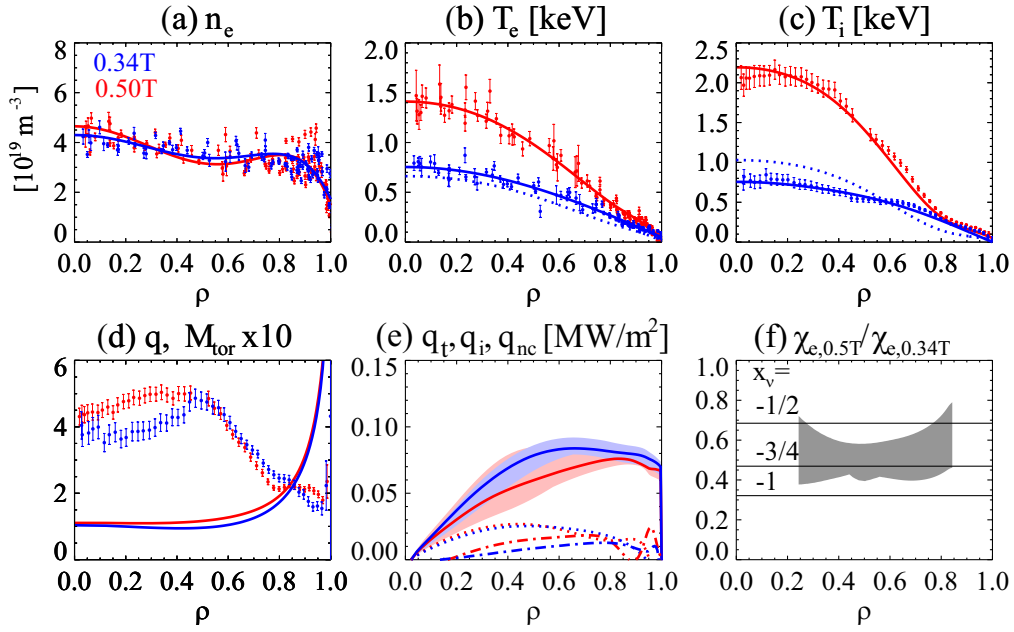 (a) n_e
(b) T_e [keV]
(c) T_i [keV]
[10^19 m^-3]
0.34T
0.50T
8
6
4
2
0
2.0
1.5
1.0
0.5
0.0
2.5
2.0
1.5
1.0
0.5
0.0
0.0 0.2 0.4 0.6 0.8 1.0
0.0 0.2 0.4 0.6 0.8 1.0
0.0 0.2 0.4 0.6 0.8 1.0
ρ
ρ
ρ
(d) q, M_tor x10
(e) q_t, q_i, q_nc [MW/m^2]
(f) χ_e,0.5T/χ_e,0.34T
6
4
2
0
0.15
0.10
0.05
0.00
1.0
0.8
0.6
0.4
0.2
0.0
x_ν=
-1/2
-3/4
-1
0.0 0.2 0.4 0.6 0.8 1.0
0.0 0.2 0.4 0.6 0.8 1.0
0.0 0.2 0.4 0.6 0.8 1.0
ρ
ρ
ρ